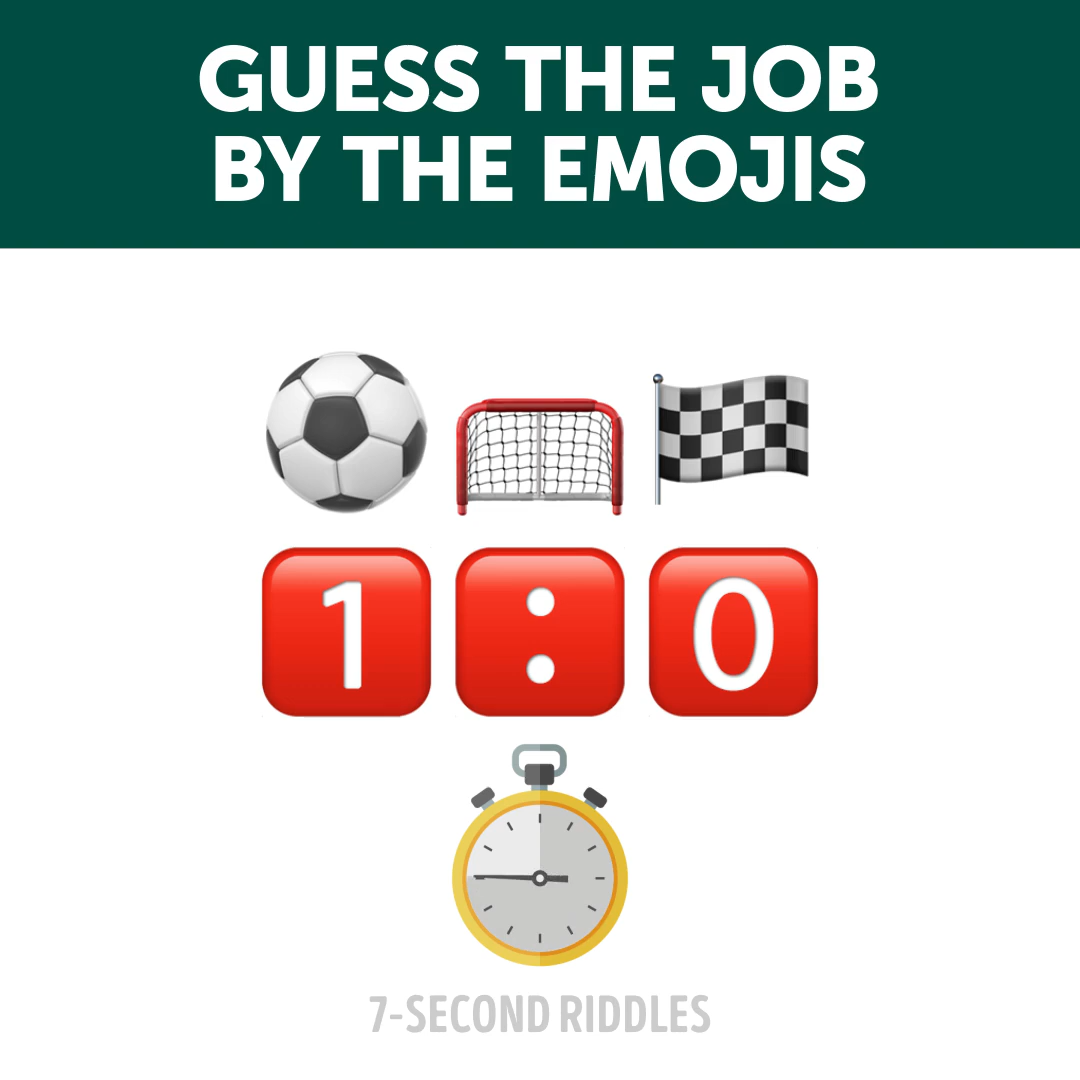 GUESS THE JOB
BY THE EMOJIS
1 : 0
7-SECOND RIDDLES